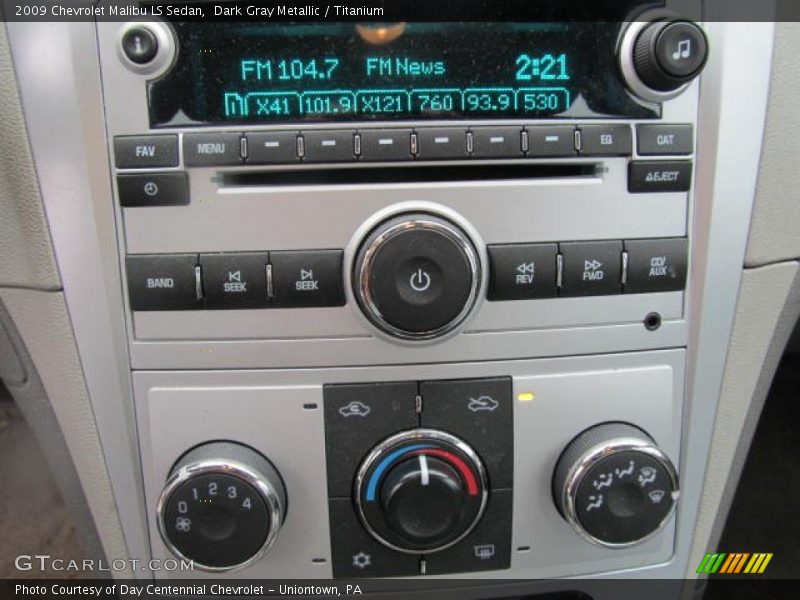 2009 Chevrolet Malibu LS Sedan, Dark Gray Metallic / Titanium
i
FM 104.7 FM News 2:21
X41 101.9 X121 760 93.9 530
FAV MENU EQ CAT
EJECT
BAND SEEK SEEK REV FWD CD/AUX
0 1 2 3 4
GTCARLOT.COM
Photo Courtesy of Day Centennial Chevrolet - Uniontown, PA